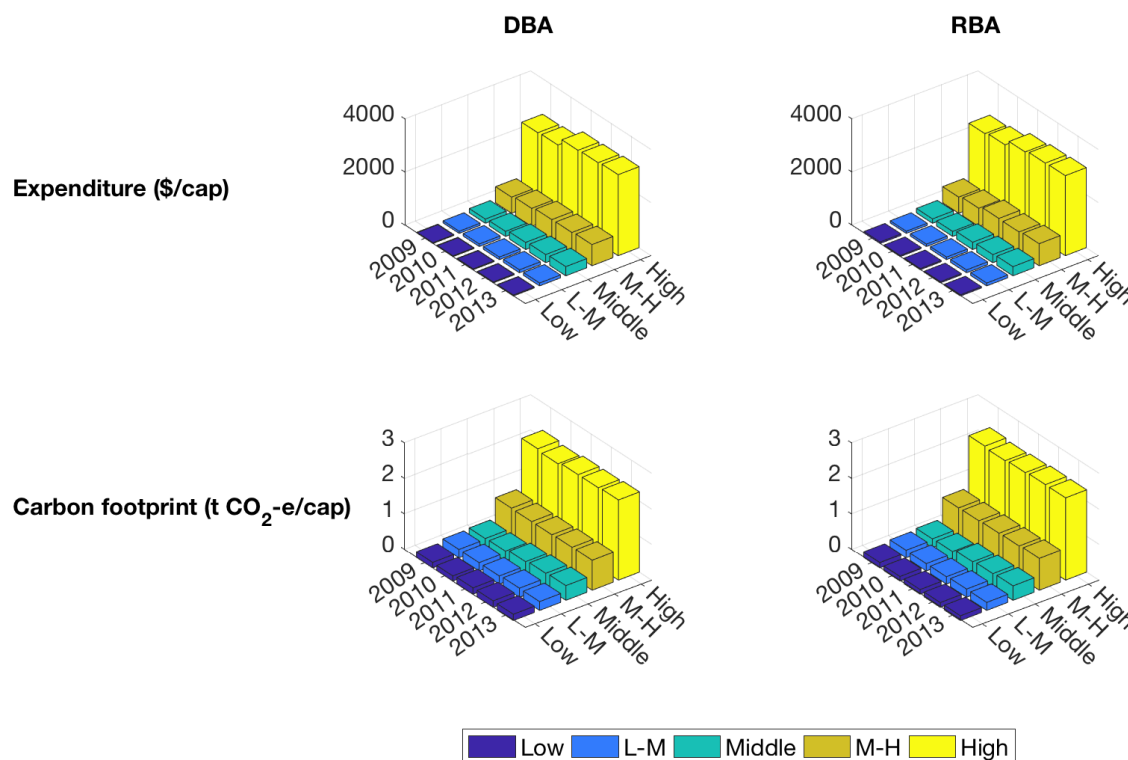 DBA
RBA
Expenditure ($/cap)
4000
2000
0
2009
2010
2011
2012
2013
Low
L-M
Middle
M-H
High
4000
2000
0
2009
2010
2011
2012
2013
Low
L-M
Middle
M-H
High
Carbon footprint (t CO₂-e/cap)
3
2
1
0
2009
2010
2011
2012
2013
Low
L-M
Middle
M-H
High
3
2
1
0
2009
2010
2011
2012
2013
Low
L-M
Middle
M-H
High
Low L-M Middle M-H High